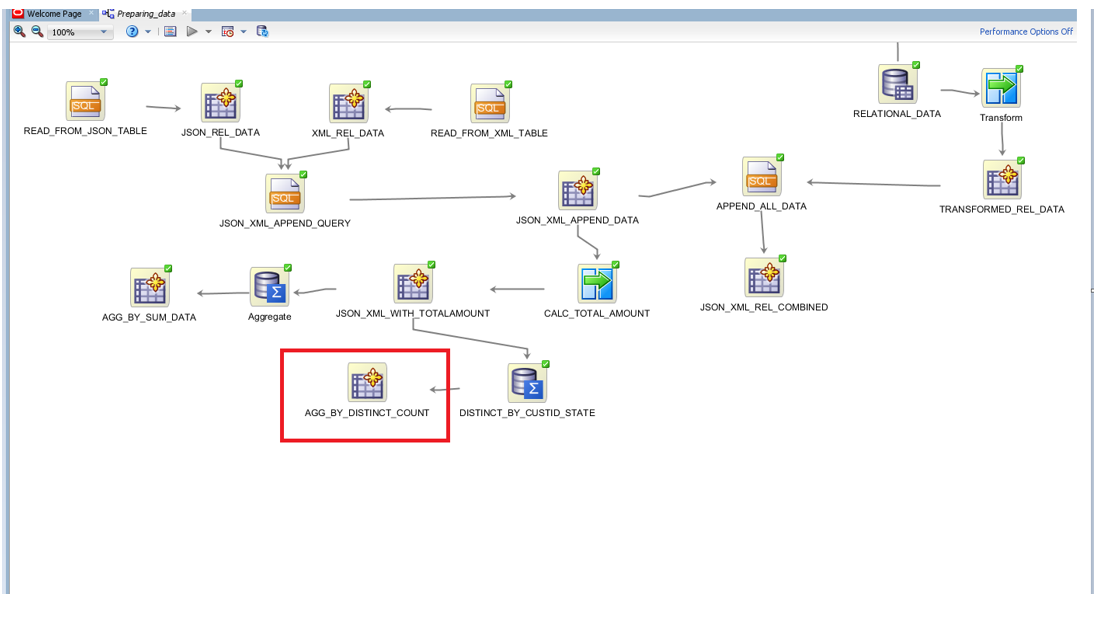 Welcome Page
Preparing_data
100%
Performance Options Off
READ_FROM_JSON_TABLE
JSON_REL_DATA
XML_REL_DATA
READ_FROM_XML_TABLE
RELATIONAL_DATA
Transform
SQL
SQL
JSON_XML_APPEND_QUERY
SQL
JSON_XML_APPEND_DATA
APPEND_ALL_DATA
SQL
TRANSFORMED_REL_DATA
AGG_BY_SUM_DATA
Aggregate
Σ
JSON_XML_WITH_TOTALAMOUNT
CALC_TOTAL_AMOUNT
JSON_XML_REL_COMBINED
AGG_BY_DISTINCT_COUNT
DISTINCT_BY_CUSTID_STATE
Σ